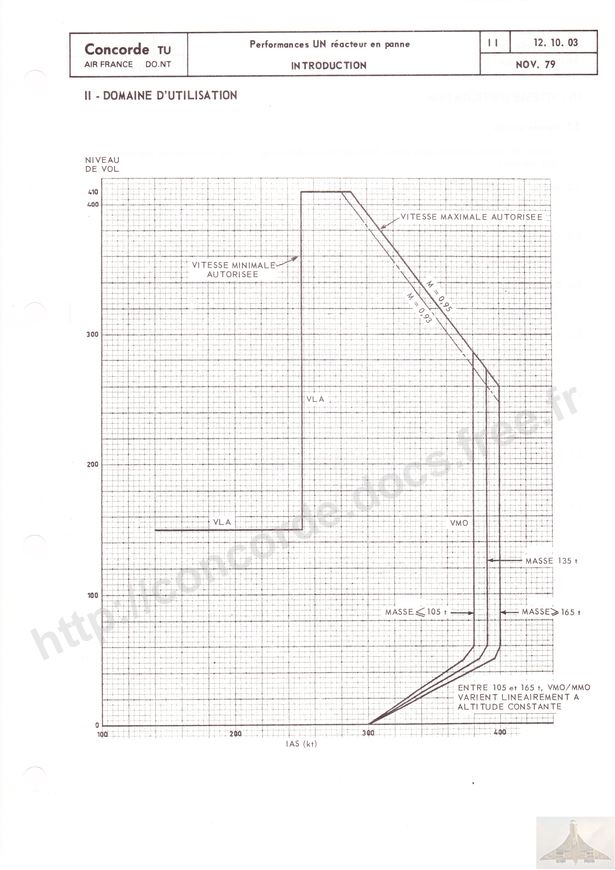 Concorde TU
AIR FRANCE DO.NT
Performances UN réacteur en panne
INTRODUCTION
II
12. 10. 03
NOV. 79
II - DOMAINE D'UTILISATION
NIVEAU
DE VOL
410
400
VITESSE MAXIMALE AUTORISEE
VITESSE MINIMALE
AUTORISEE
M = 0,95
M = 0,93
300
VLA
200
VLA
VMO
MASSE 135 t
100
MASSE ⩽ 105 t
MASSE ⩾ 165 t
ENTRE 105 et 165 t, VMO/MMO
VARIENT LINEAIREMENT A
ALTITUDE CONSTANTE
0
100
200
300
400
IAS (kt)
http://concorde.docs.free.fr